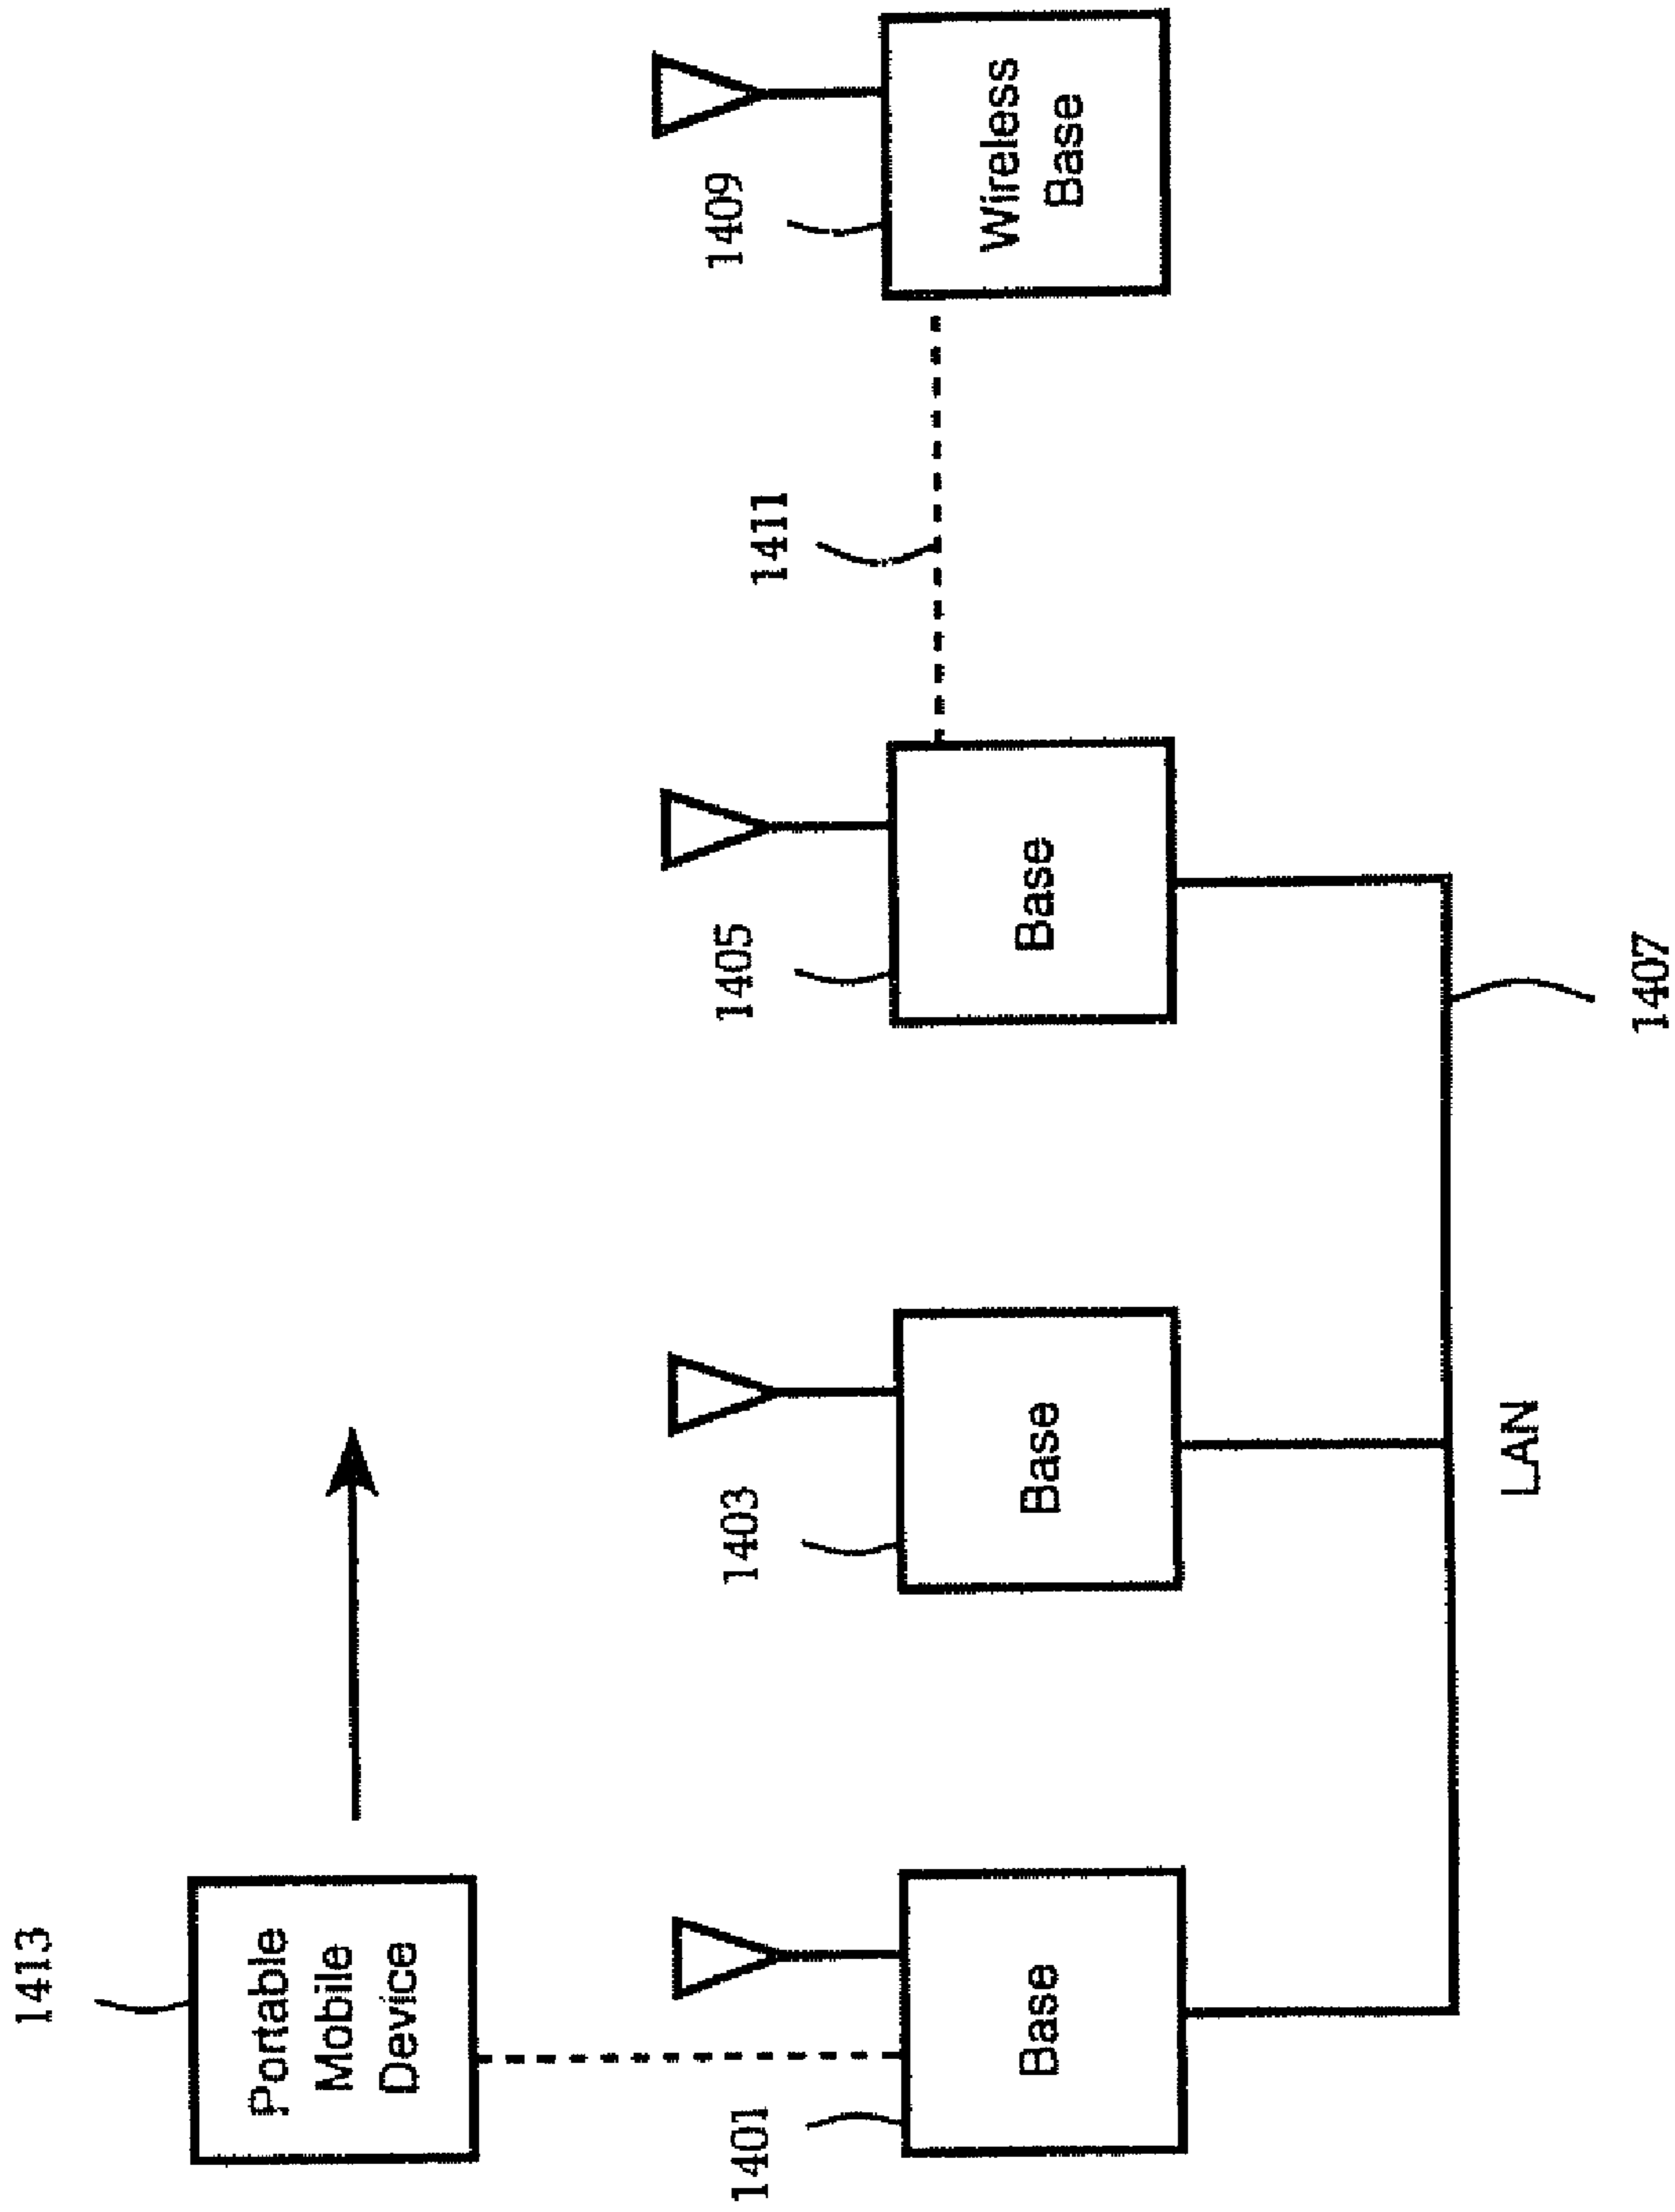 1413
Portable
Mobile
Device
1401
Base
1403
Base
1405
Base
1411
1409
Wireless
Base
LAN
1407